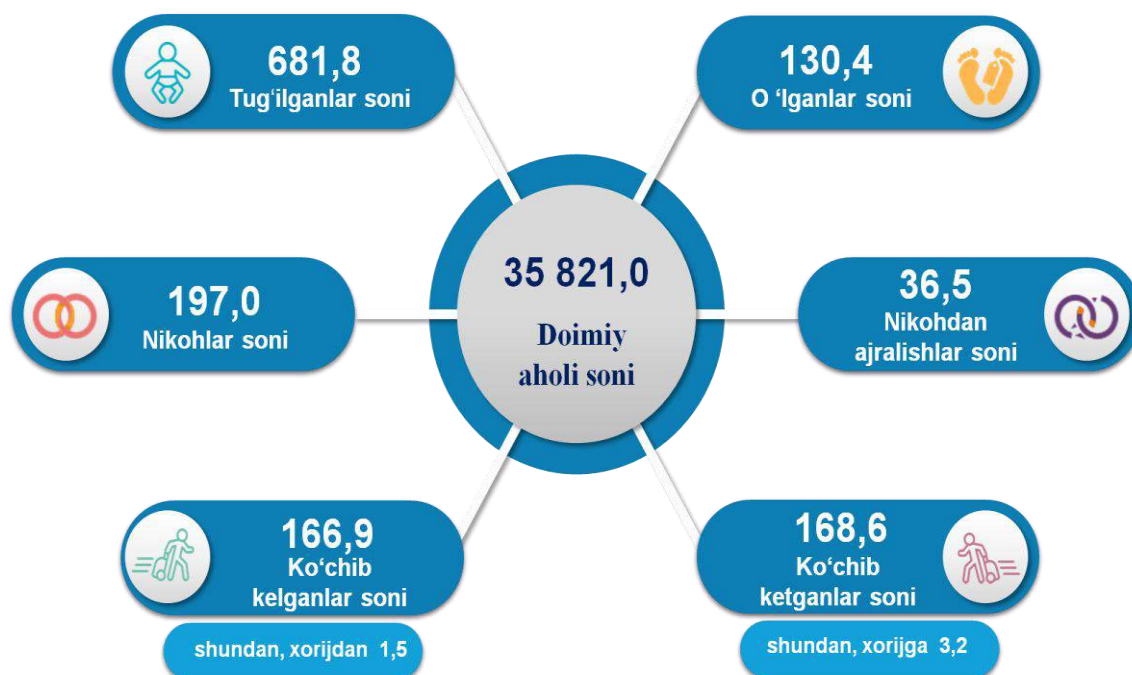 681,8
Tug‘ilganlar soni
130,4
O ‘lganlar soni
197,0
Nikohlar soni
35 821,0
Doimiy
aholi soni
36,5
Nikohdan
ajralishlar soni
166,9
Ko‘chib
kelganlar soni
shundan, xorijdan 1,5
168,6
Ko‘chib
ketganlar soni
shundan, xorijga 3,2